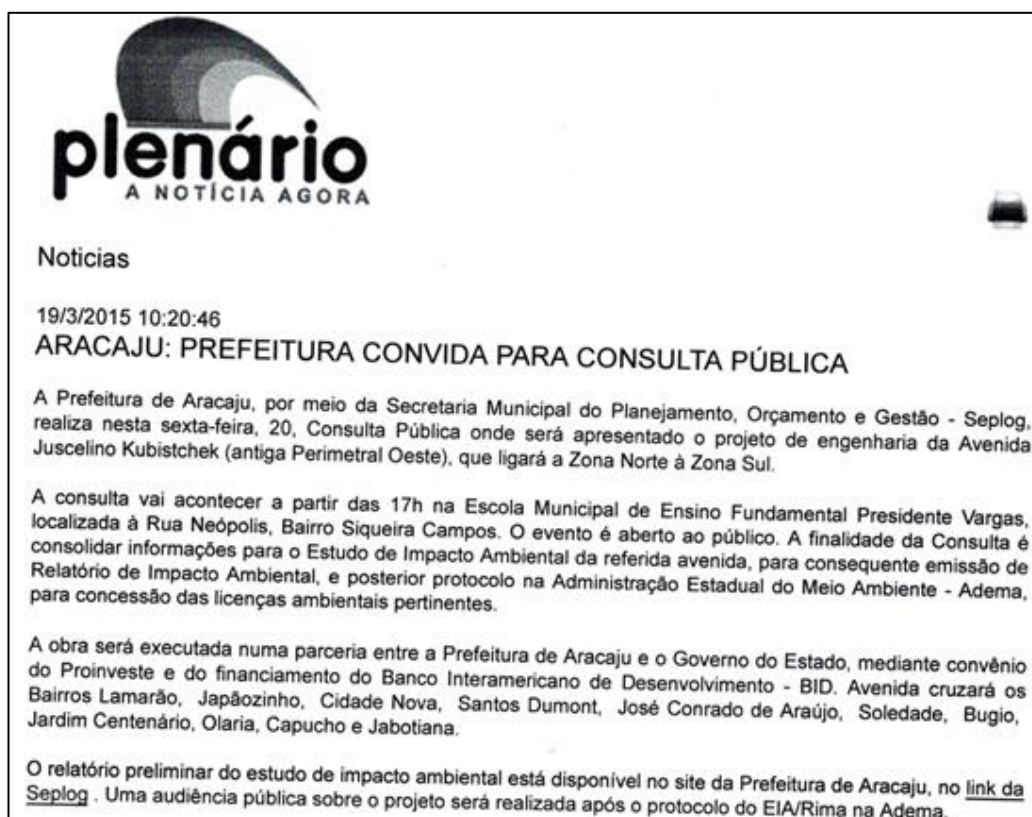 plenário
A NOTÍCIA AGORA
Noticias
19/3/2015 10:20:46
ARACAJU: PREFEITURA CONVIDA PARA CONSULTA PÚBLICA
A Prefeitura de Aracaju, por meio da Secretaria Municipal do Planejamento, Orçamento e Gestão - Seplog,
realiza nesta sexta-feira, 20, Consulta Pública onde será apresentado o projeto de engenharia da Avenida
Juscelino Kubistchek (antiga Perimetral Oeste), que ligará a Zona Norte à Zona Sul.
A consulta vai acontecer a partir das 17h na Escola Municipal de Ensino Fundamental Presidente Vargas,
localizada à Rua Neópolis, Bairro Siqueira Campos. O evento é aberto ao público. A finalidade da Consulta é
consolidar informações para o Estudo de Impacto Ambiental da referida avenida, para consequente emissão de
Relatório de Impacto Ambiental, e posterior protocolo na Administração Estadual do Meio Ambiente - Adema,
para concessão das licenças ambientais pertinentes.
A obra será executada numa parceria entre a Prefeitura de Aracaju e o Governo do Estado, mediante convênio
do Proinveste e do financiamento do Banco Interamericano de Desenvolvimento - BID. Avenida cruzará os
Bairros Lamarão, Japãozinho, Cidade Nova, Santos Dumont, José Conrado de Araújo, Soledade, Bugio,
Jardim Centenário, Olaria, Capucho e Jabotiana.
O relatório preliminar do estudo de impacto ambiental está disponível no site da Prefeitura de Aracaju, no link da
Seplog . Uma audiência pública sobre o projeto será realizada após o protocolo do EIA/Rima na Adema.